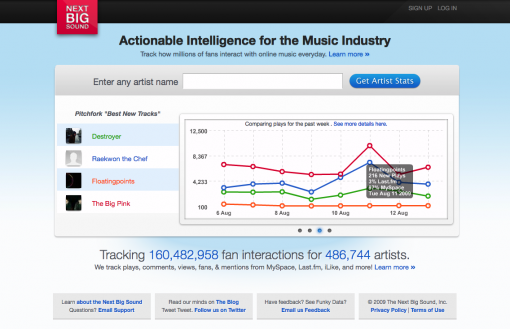 NEXT
BIG
SOUND
SIGN UP LOG IN
Actionable Intelligence for the Music Industry
Track how millions of fans interact with online music everyday. Learn more »
Enter any artist name
Get Artist Stats
Pitchfork "Best New Tracks"
Destroyer
Raekwon the Chef
Floatingpoints
The Big Pink
Comparing plays for the past week . See more details here.
12,500
8,367
4,233
100
6 Aug 8 Aug 10 Aug 12 Aug
Floatingpoints
216 New Plays
3% Last.fm
97% MySpace
Tue Aug 11 2009
Tracking 160,482,958 fan interactions for 486,744 artists.
We track plays, comments, views, fans, & mentions from MySpace, Last.fm, iLike, and more! Learn more »
Learn about the Next Big Sound
Questions? Email Support
Read our minds on The Blog
Tweet Tweet. Follow us on Twitter
Have feedback? See Funky Data?
Email us Feedback
© 2009 The Next Big Sound, Inc.
Privacy Policy | Terms of Use